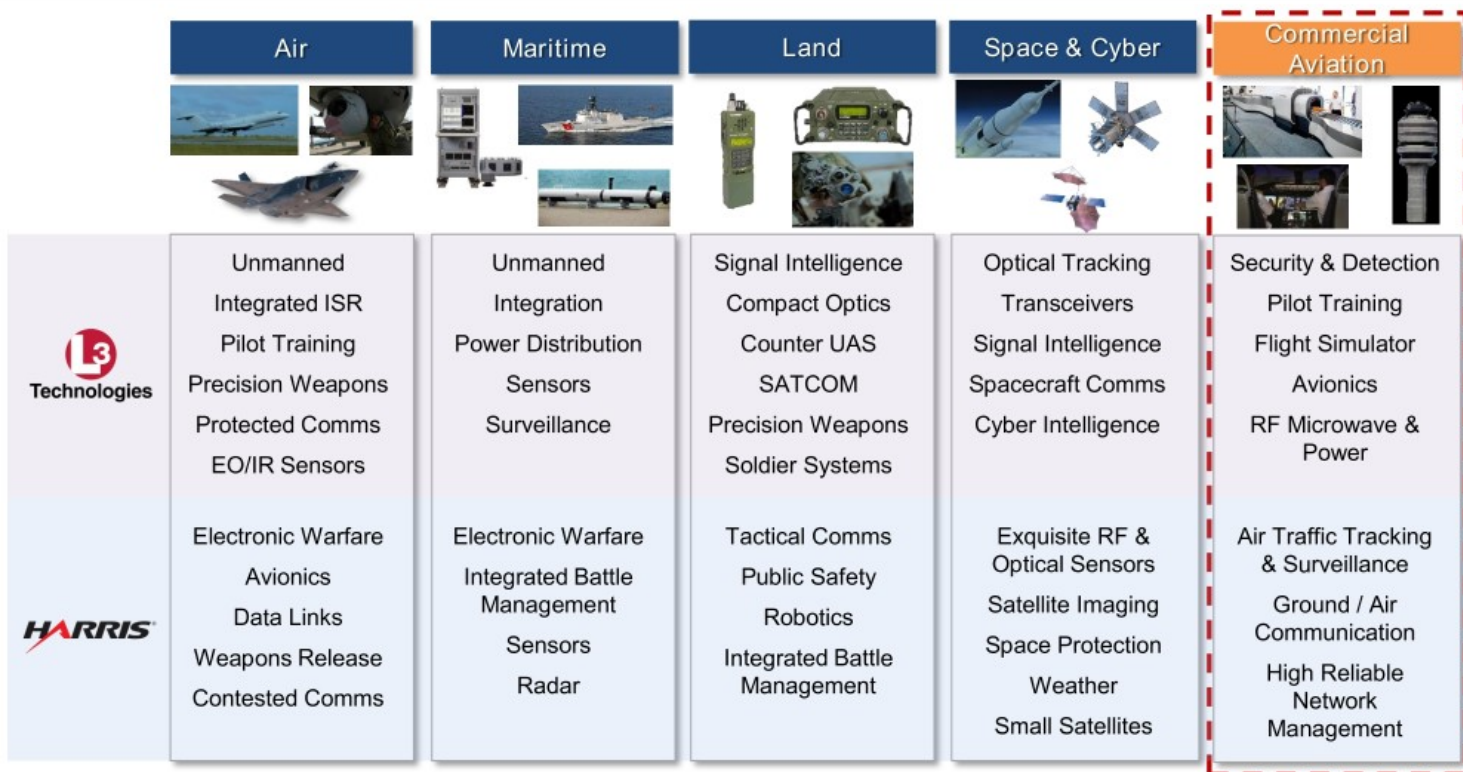 Air
Maritime
Land
Space & Cyber
Commercial
Aviation
L3
Technologies
Unmanned
Integrated ISR
Pilot Training
Precision Weapons
Protected Comms
EO/IR Sensors
Unmanned
Integration
Power Distribution
Sensors
Surveillance
Signal Intelligence
Compact Optics
Counter UAS
SATCOM
Precision Weapons
Soldier Systems
Optical Tracking
Transceivers
Signal Intelligence
Spacecraft Comms
Cyber Intelligence
Security & Detection
Pilot Training
Flight Simulator
Avionics
RF Microwave &
Power
HARRIS®
Electronic Warfare
Avionics
Data Links
Weapons Release
Contested Comms
Electronic Warfare
Integrated Battle
Management
Sensors
Radar
Tactical Comms
Public Safety
Robotics
Integrated Battle
Management
Exquisite RF &
Optical Sensors
Satellite Imaging
Space Protection
Weather
Small Satellites
Air Traffic Tracking
& Surveillance
Ground / Air
Communication
High Reliable
Network
Management